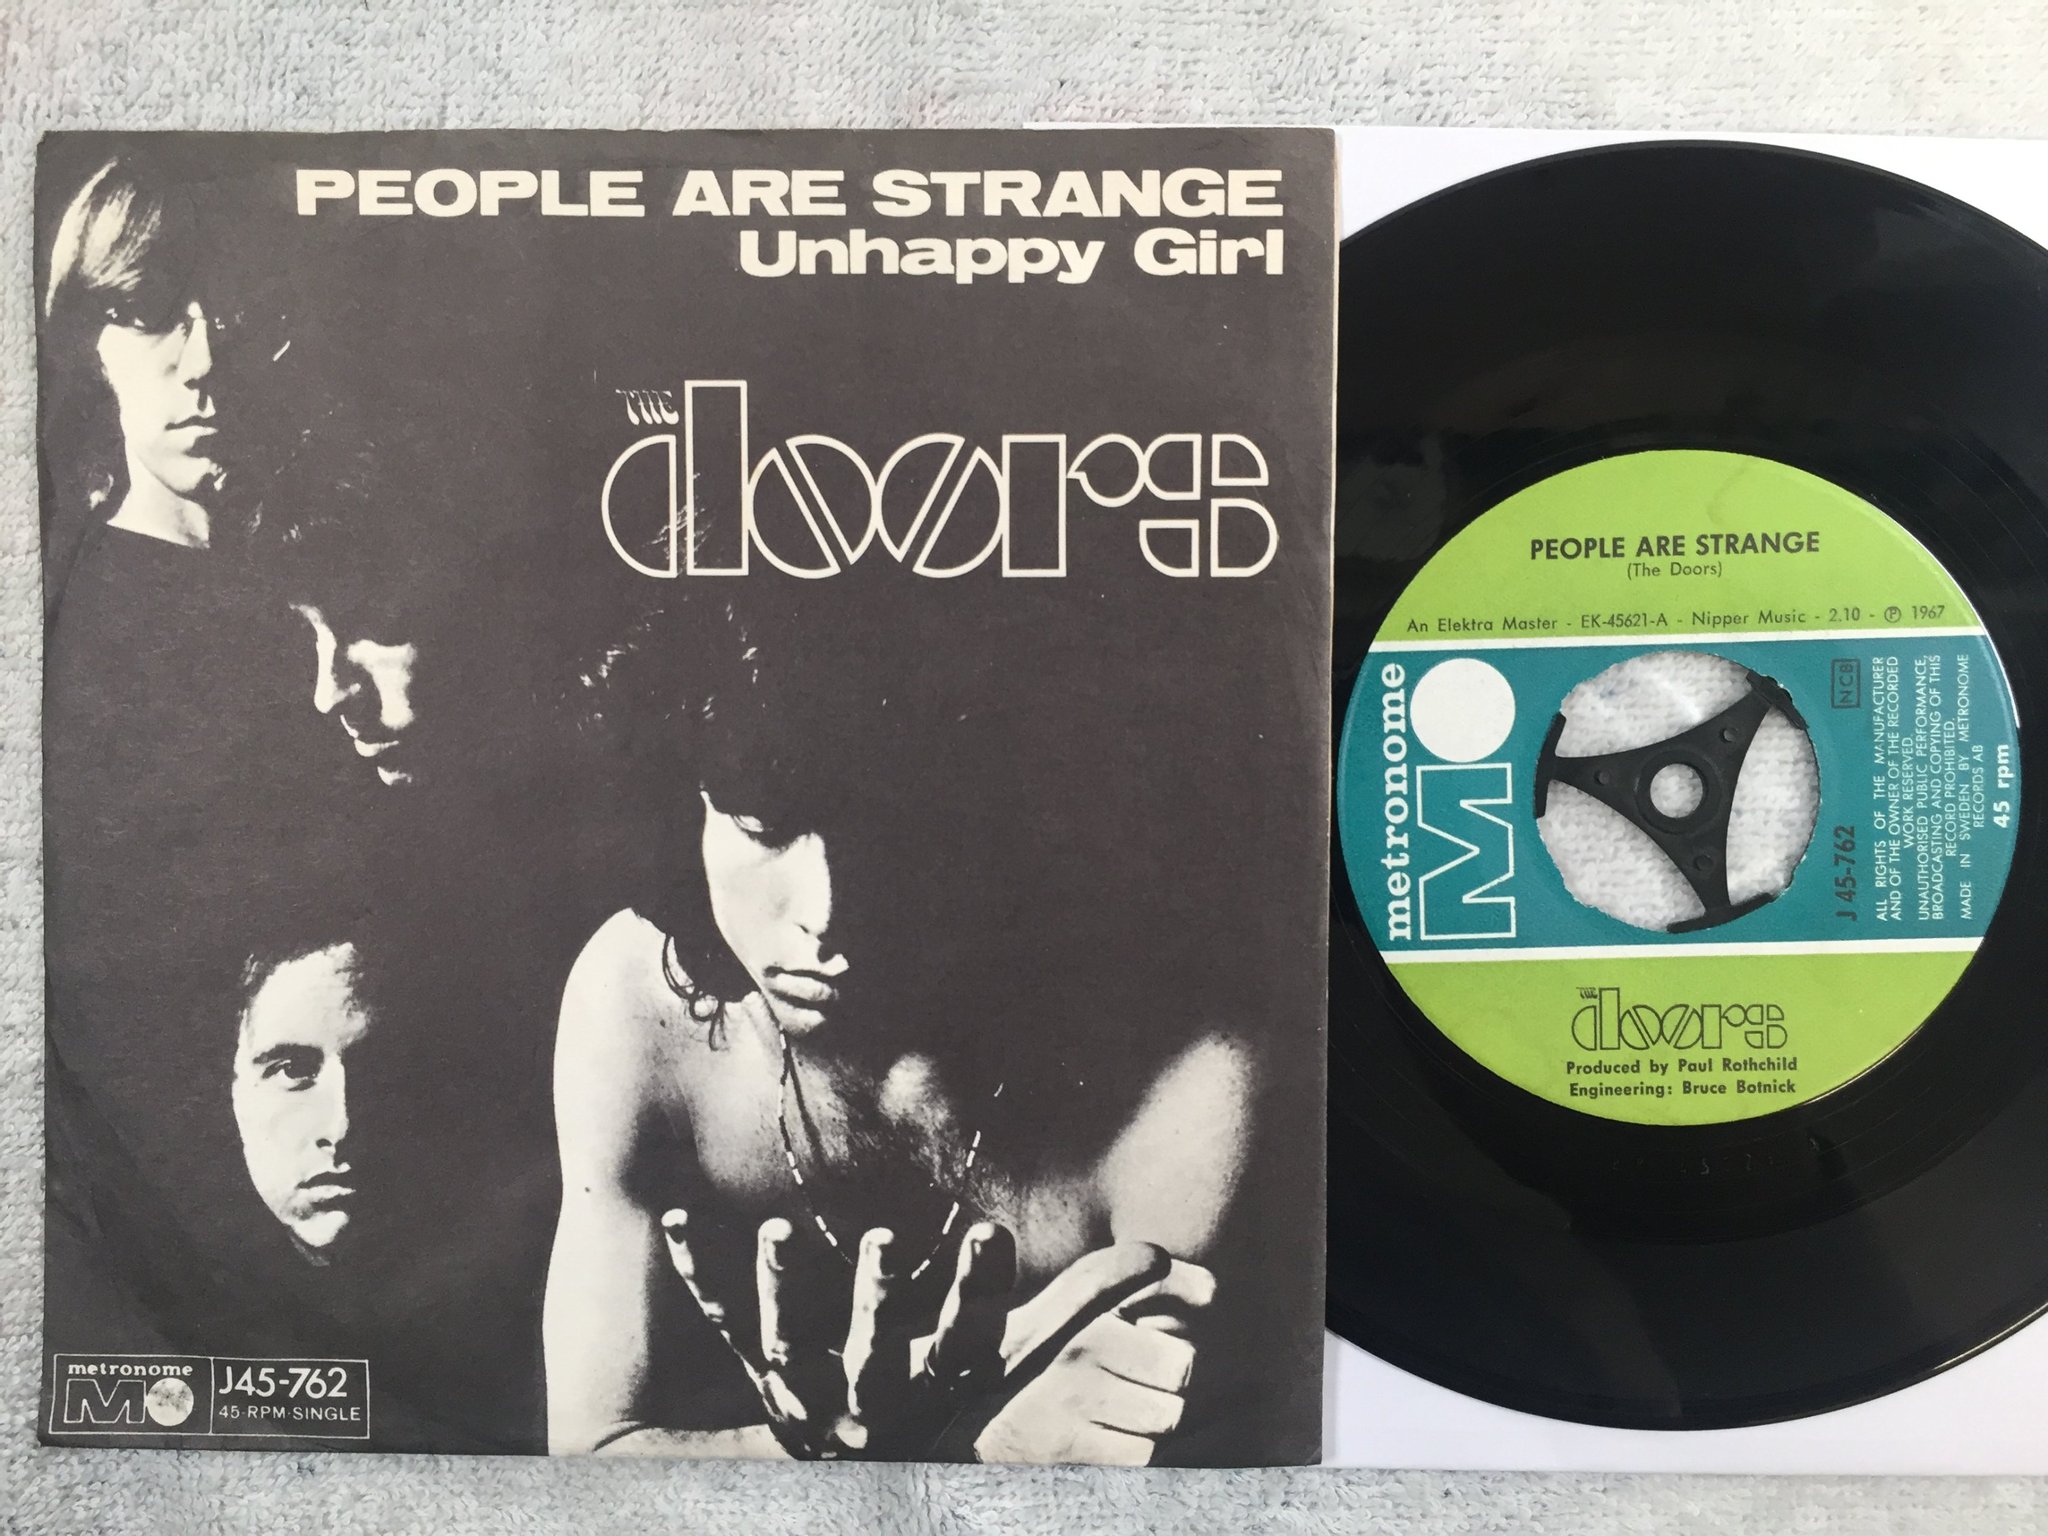 PEOPLE ARE STRANGE
Unhappy Girl
THE
doors
metronome
M
J45-762
45-RPM-SINGLE
PEOPLE ARE STRANGE
(The Doors)
An Elektra Master - EK-45621-A - Nipper Music - 2.10 - ℗ 1967
metronome
M
NCB
J 45-762
ALL RIGHTS OF THE MANUFACTURER
AND OF THE OWNER OF THE RECORDED
WORK RESERVED.
UNAUTHORISED PUBLIC PERFORMANCE,
BROADCASTING AND COPYING OF THIS
RECORD PROHIBITED.
MADE IN SWEDEN BY METRONOME
RECORDS AB
45 rpm
THE
doors
Produced by Paul Rothchild
Engineering: Bruce Botnick